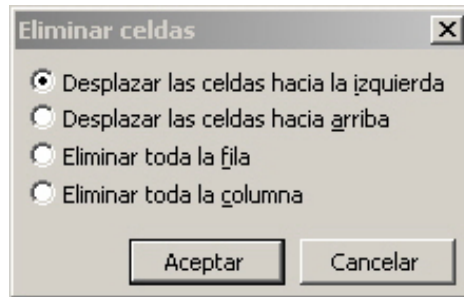 Eliminar celdas
Desplazar las celdas hacia la izquierda
Desplazar las celdas hacia arriba
Eliminar toda la fila
Eliminar toda la columna
Aceptar Cancelar